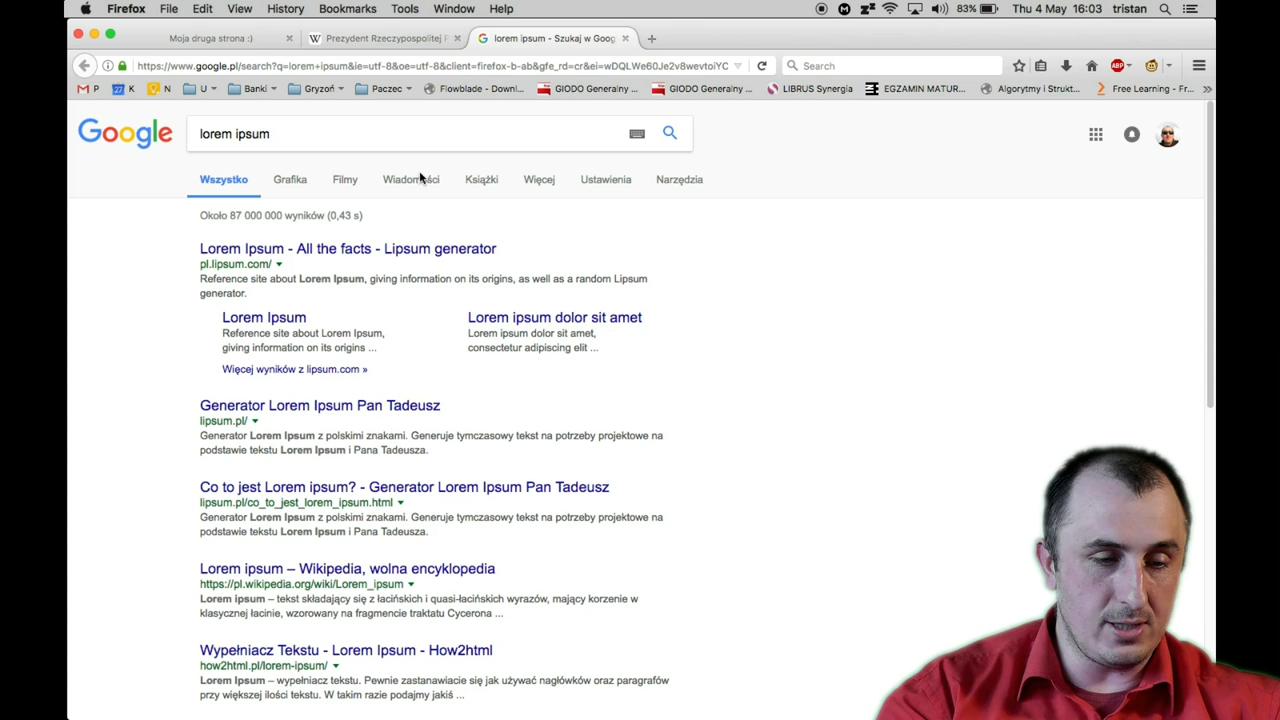 Firefox File Edit View History Bookmarks Tools Window Help 83% Thu 4 May 16:03 tristan
Moja druga strona :) Prezydent Rzeczypospolitej F lorem ipsum - Szukaj w Goog
https://www.google.pl/search?q=lorem+ipsum&ie=utf-8&oe=utf-8&client=firefox-b-ab&gfe_rd=cr&ei=wDQLWe60Je2v8wevtoiYC Search
P K N U Banki Gryzoń Paczec Flowblade - Downl... GIODO Generalny ... GIODO Generalny ... LIBRUS Synergia EGZAMIN MATUR... Algorytmy i Strukt... Free Learning - Fr...
Google lorem ipsum
Wszystko Grafika Filmy Wiadomości Książki Więcej Ustawienia Narzędzia
Około 87 000 000 wyników (0,43 s)
Lorem Ipsum - All the facts - Lipsum generator
pl.lipsum.com/
Reference site about Lorem Ipsum, giving information on its origins, as well as a random Lipsum
generator.
Lorem Ipsum
Reference site about Lorem Ipsum,
giving information on its origins ...
Lorem ipsum dolor sit amet
Lorem ipsum dolor sit amet,
consectetur adipiscing elit ...
Więcej wyników z lipsum.com »
Generator Lorem Ipsum Pan Tadeusz
lipsum.pl/
Generator Lorem Ipsum z polskimi znakami. Generuje tymczasowy tekst na potrzeby projektowe na
podstawie tekstu Lorem Ipsum i Pana Tadeusza.
Co to jest Lorem ipsum? - Generator Lorem Ipsum Pan Tadeusz
lipsum.pl/co_to_jest_lorem_ipsum.html
Generator Lorem Ipsum z polskimi znakami. Generuje tymczasowy tekst na potrzeby projektowe na
podstawie tekstu Lorem Ipsum i Pana Tadeusza.
Lorem ipsum – Wikipedia, wolna encyklopedia
https://pl.wikipedia.org/wiki/Lorem_ipsum
Lorem ipsum – tekst składający się z łacińskich i quasi-łacińskich wyrazów, mający korzenie w
klasycznej łacinie, wzorowany na fragmencie traktatu Cycerona ...
Wypełniacz Tekstu - Lorem Ipsum - How2html
how2html.pl/lorem-ipsum/
Lorem Ipsum – wypełniacz tekstu. Pewnie zastanawiacie się jak używać nagłówków oraz paragrafów
przy większej ilości tekstu. W takim razie podajmy jakiś ...